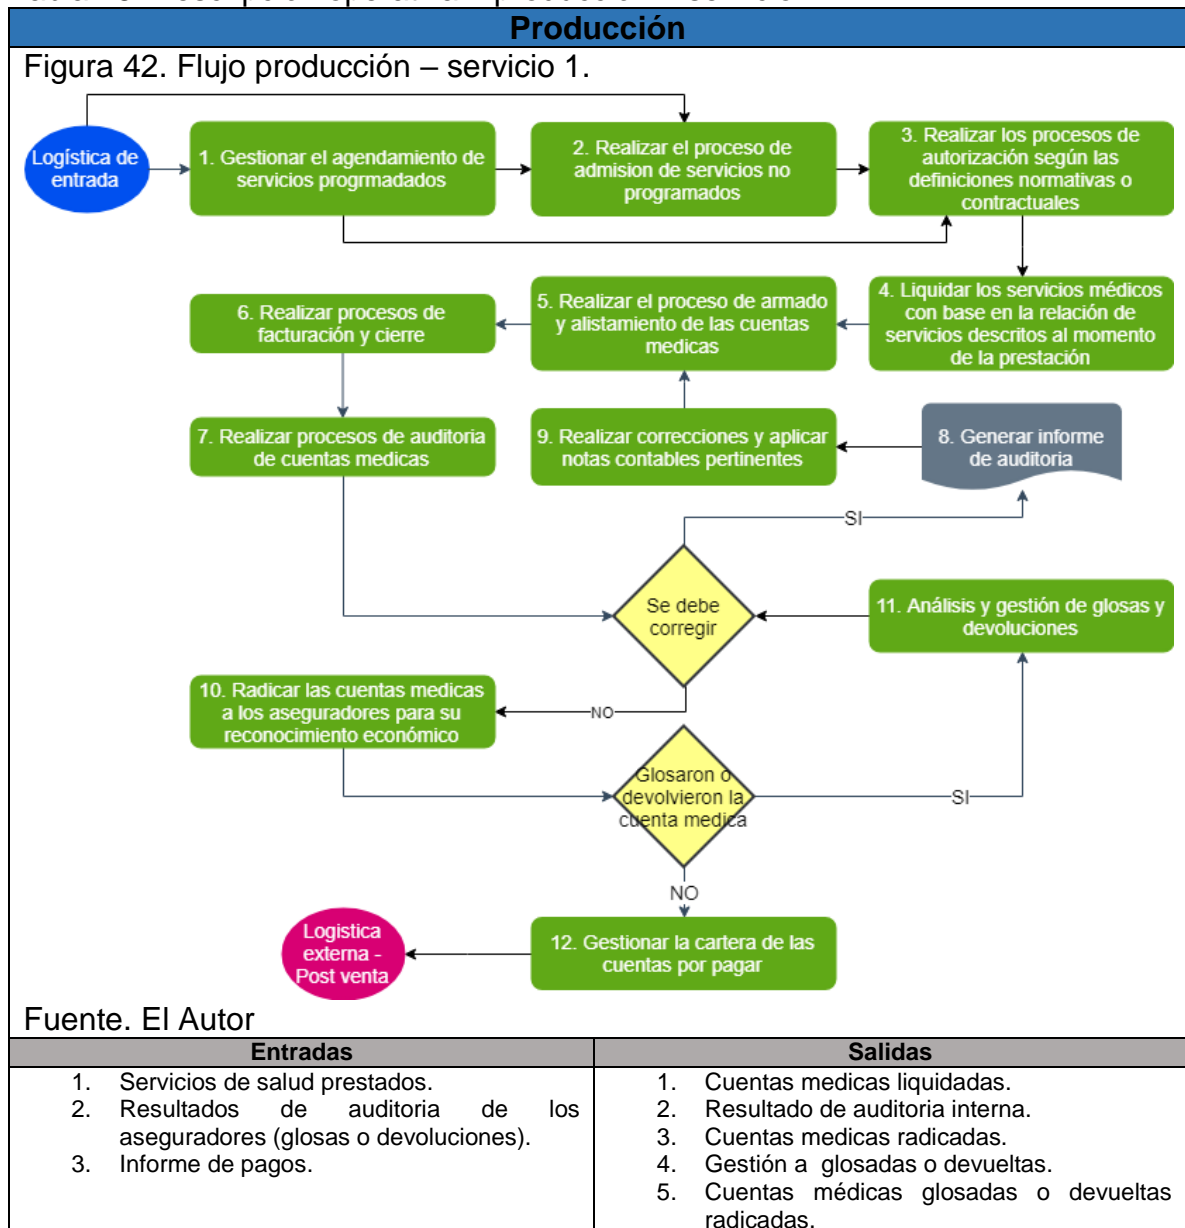 Producción
Figura 42. Flujo producción – servicio 1.
Logística de
entrada
1. Gestionar el agendamiento de
servicios progrmadados
2. Realizar el proceso de
admision de servicios no
programados
3. Realizar los procesos de
autorización según las
definiciones normativas o
contractuales
4. Liquidar los servicios médicos
con base en la relación de
servicios descritos al momento
de la prestación
5. Realizar el proceso de armado
y alistamiento de las cuentas
medicas
6. Realizar procesos de
facturación y cierre
7. Realizar procesos de auditoria
de cuentas medicas
9. Realizar correcciones y aplicar
notas contables pertinentes
8. Generar informe
de auditoria
SI
Se debe
corregir
11. Análisis y gestión de glosas y
devoluciones
10. Radicar las cuentas medicas
a los aseguradores para su
reconocimiento económico
NO
Glosaron o
devolvieron la
cuenta medica
SI
NO
12. Gestionar la cartera de las
cuentas por pagar
Logistica
externa -
Post venta
Fuente. El Autor
Entradas
1. Servicios de salud prestados.
2. Resultados de auditoria de los
aseguradores (glosas o devoluciones).
3. Informe de pagos.
Salidas
1. Cuentas medicas liquidadas.
2. Resultado de auditoria interna.
3. Cuentas medicas radicadas.
4. Gestión a glosadas o devueltas.
5. Cuentas médicas glosadas o devueltas
radicadas.